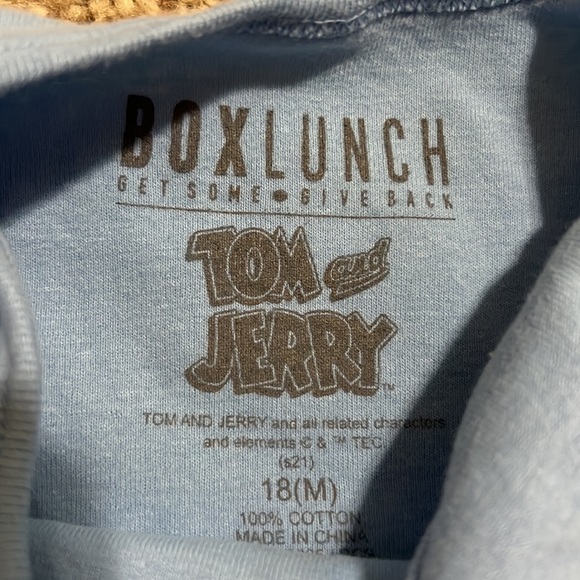 BOXLUNCH
GET SOME • GIVE BACK
TOM and
JERRY™
TOM AND JERRY and all related characters
and elements © & ™ TEC
(s21)
18(M)
100% COTTON
MADE IN CHINA